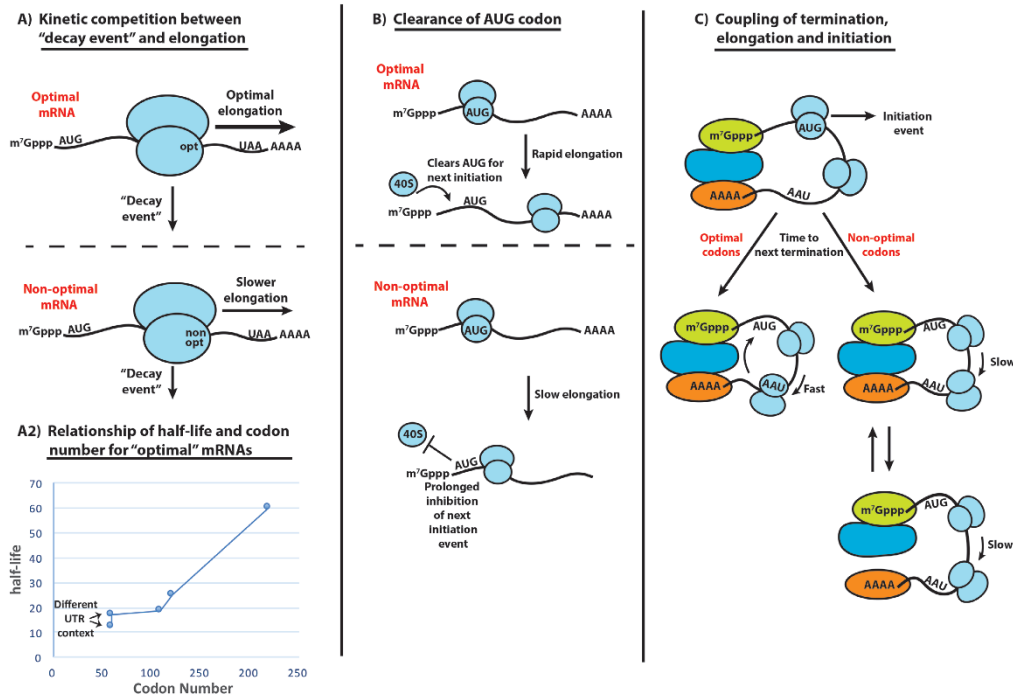 A) Kinetic competition between
“decay event” and elongation
Optimal
mRNA
Optimal
elongation
m⁷Gppp
AUG
opt
UAA
AAAA
“Decay
event”
Non-optimal
mRNA
Slower
elongation
m⁷Gppp
AUG
non
opt
UAA
AAAA
“Decay
event”
A2) Relationship of half-life and codon
number for “optimal” mRNAs
70
60
50
40
30
20
10
0
half-life
Different
UTR
context
0
50
100
150
200
250
Codon Number
B) Clearance of AUG codon
Optimal
mRNA
m⁷Gppp
AUG
AAAA
Rapid elongation
Clears AUG for
next initiation
40S
m⁷Gppp
AUG
AAAA
Non-optimal
mRNA
m⁷Gppp
AUG
AAAA
Slow elongation
40S
AUG
m⁷Gppp
Prolonged
inhibition
of next
initiation
event
C) Coupling of termination,
elongation and initiation
m⁷Gppp
AUG
Initiation
event
AAAA
AAU
Optimal
codons
Time to
next termination
Non-optimal
codons
m⁷Gppp
AUG
AAAA
AAU
Fast
m⁷Gppp
AUG
Slow
AAAA
AAU
m⁷Gppp
AUG
Slow
AAAA
AAU